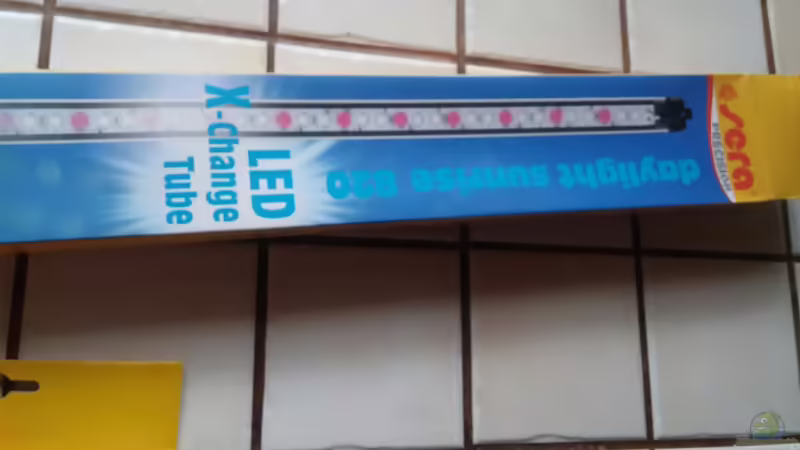 sera
PRECISION
daylight sunrise 820
LED
X-Change
Tube